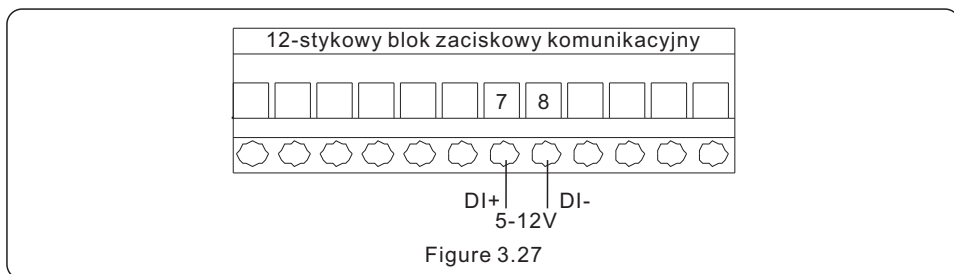 12-stykowy blok zaciskowy komunikacyjny
7 8
DI+ DI-
5-12V
Figure 3.27